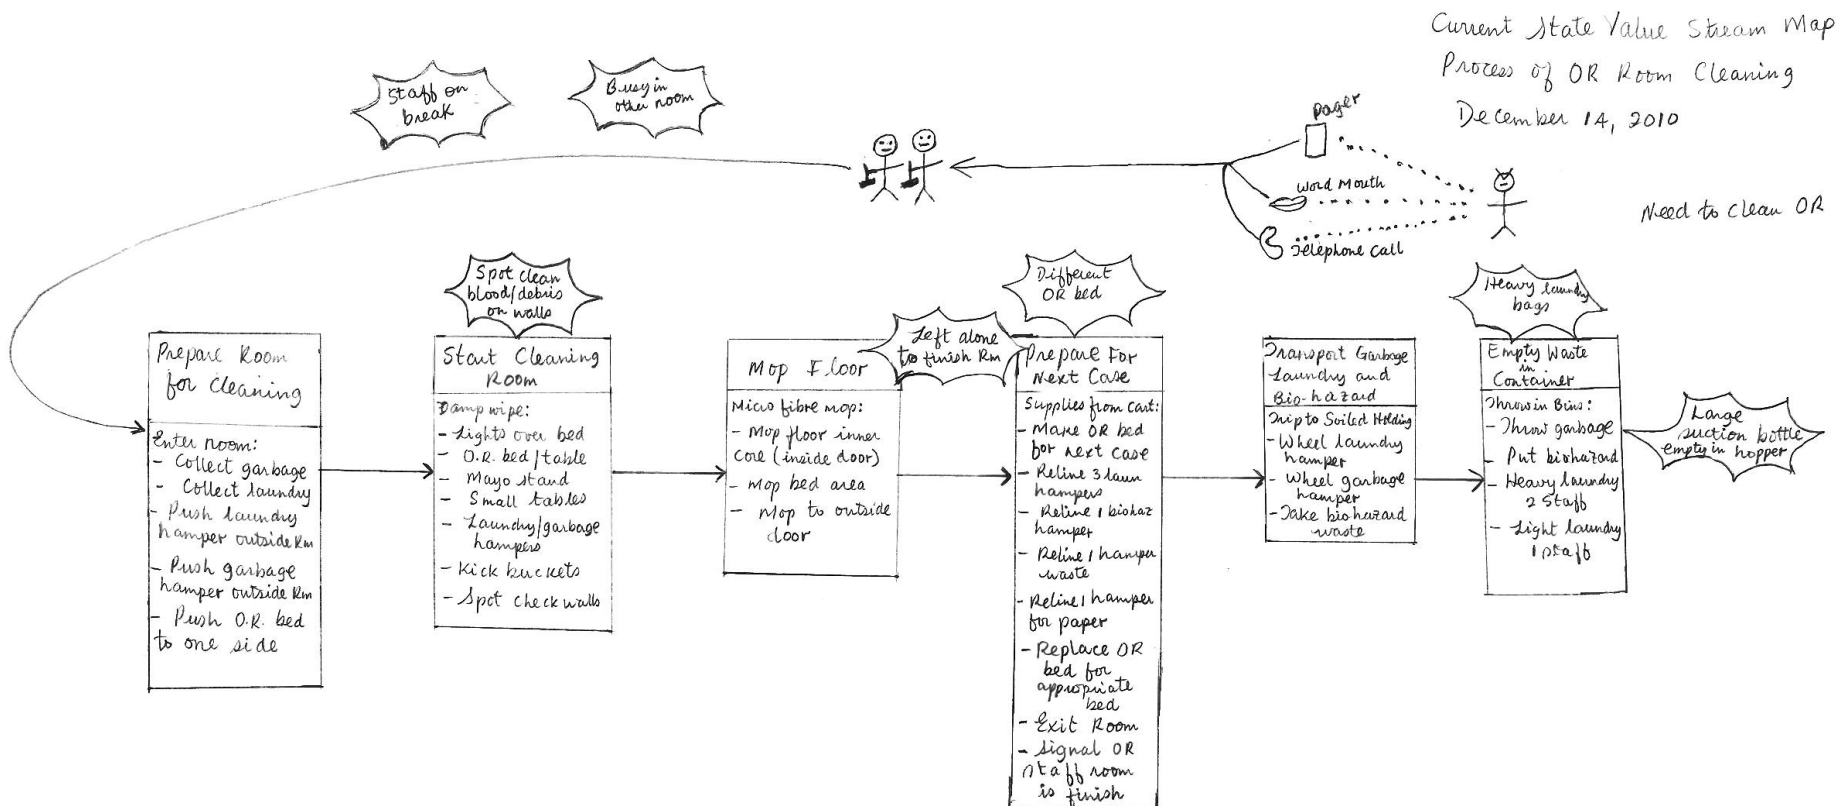 Current State Value Stream Map
Process of OR Room Cleaning
December 14, 2010
Staff on
break
Busy in
other room
pager
Word Mouth
Telephone Call
Need to Clean OR
Spot clean
blood/debris
on walls
Different
OR bed
Heavy laundry
bags
Left alone
to finish Rm
Large
suction bottle
empty in hopper
Prepare Room
for Cleaning
Enter room:
- Collect garbage
- Collect laundry
- Push laundry
hamper outside Rm
- Push garbage
hamper outside Rm
- Push O.R. bed
to one side
Start Cleaning
Room
Damp wipe:
- Lights over bed
- O.R. bed/table
- Mayo stand
- Small tables
- Laundry/garbage
hampers
- Kick buckets
- Spot check walls
Mop Floor
Micro fibre mop:
- Mop floor inner
core (inside door)
- Mop bed area
- Mop to outside
door
Prepare For
Next Case
Supplies from cart:
- Make OR bed
for next case
- Reline 3 laun
hampers
- Reline 1 biohaz
hamper
- Reline 1 hamper
waste
- Reline 1 hamper
for paper
- Replace OR
bed for
appropriate
bed
- Exit Room
- Signal OR
staff room
is finish
Transport Garbage
Laundry and
Bio-hazard
Trip to Soiled Holding
- Wheel laundry
hamper
- Wheel garbage
hamper
- Take biohazard
waste
Empty Waste
in
Container
Throw in Bins:
- Throw garbage
- Put biohazard
- Heavy laundry
2 staff
- Light laundry
1 staff